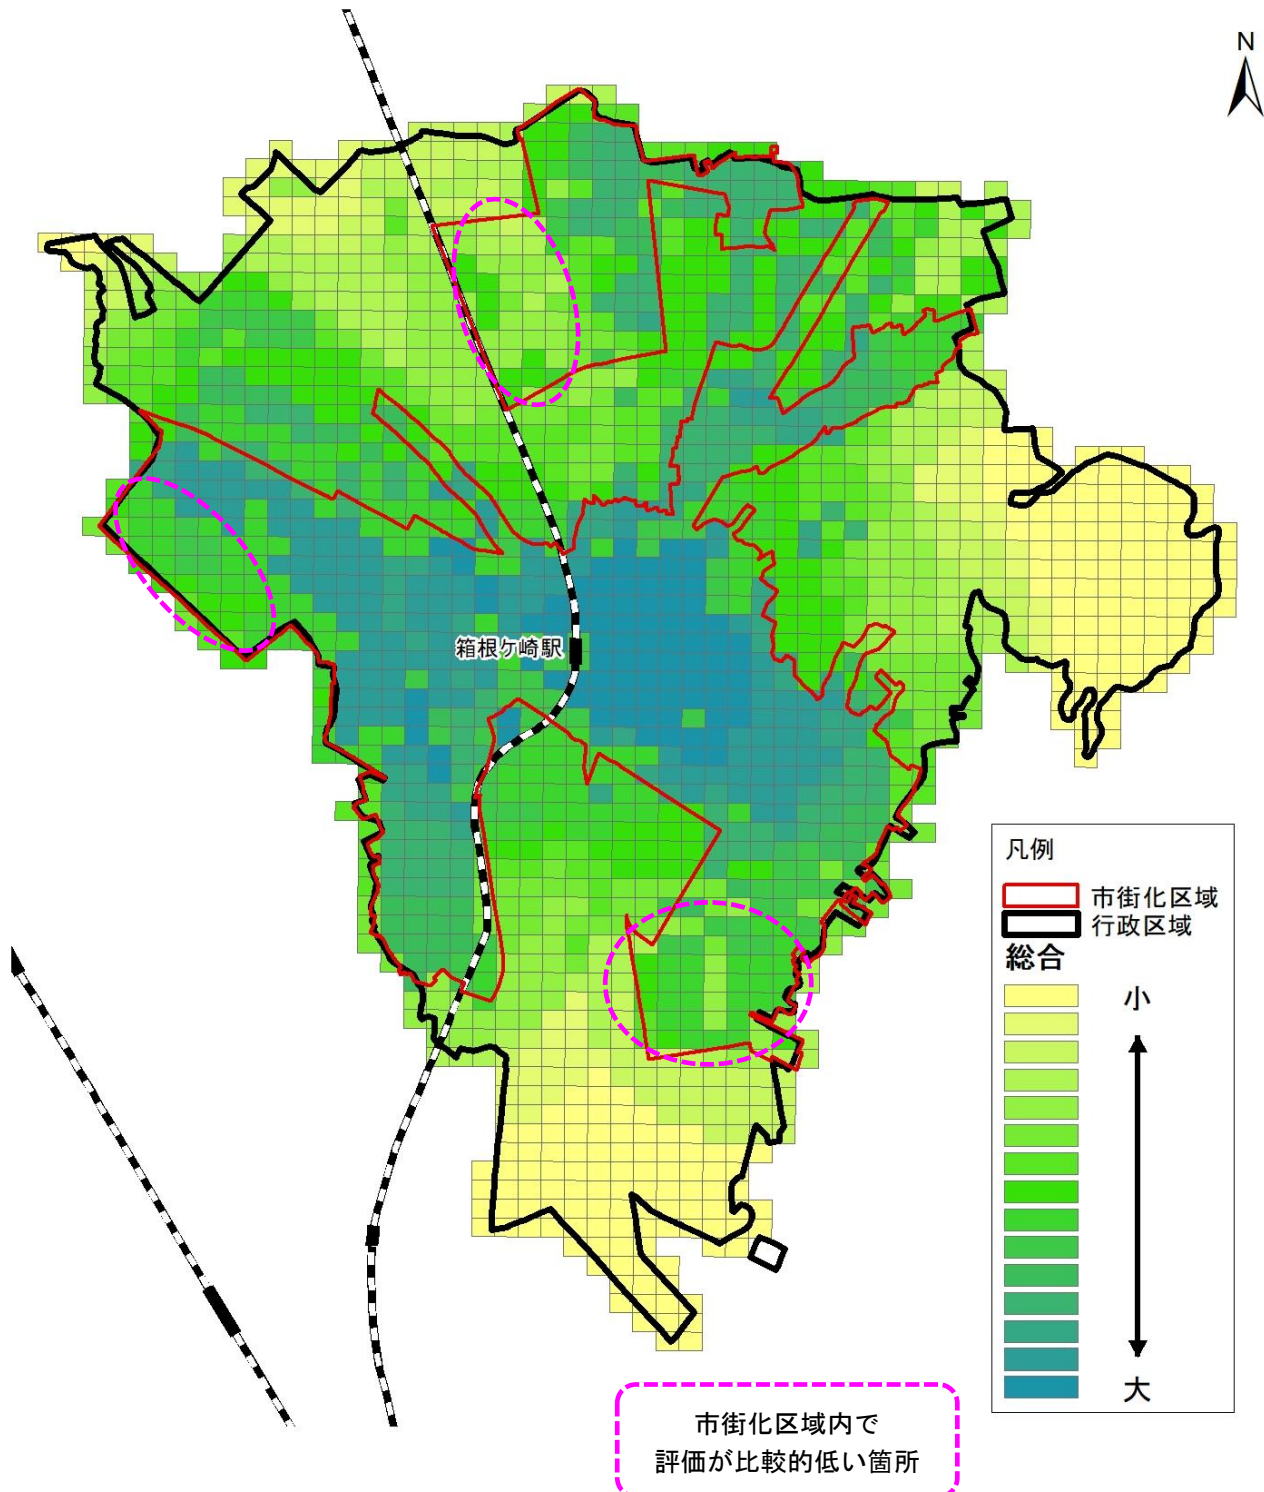 N
箱根ケ崎駅
凡例
市街化区域
行政区域
総合
小
大
市街化区域内で
評価が比較的低い箇所